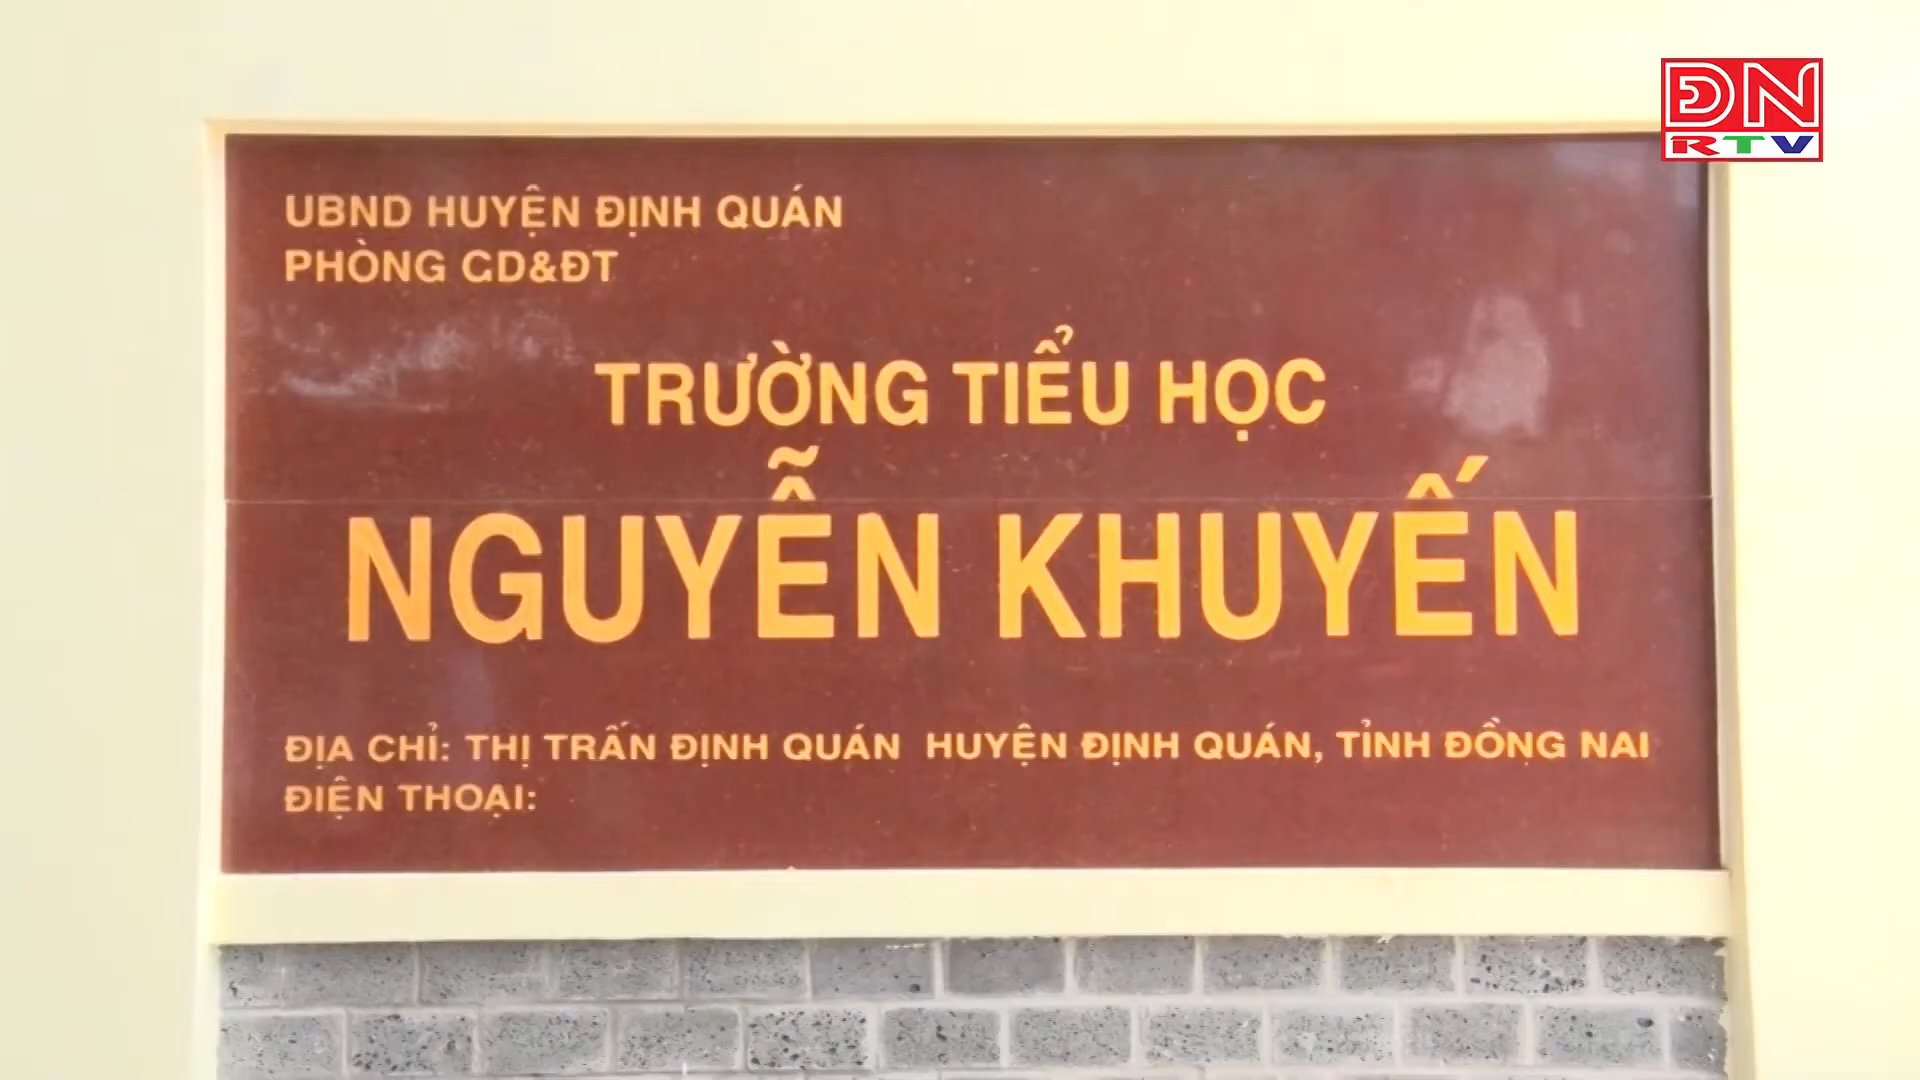 ĐN
RTV
UBND HUYỆN ĐỊNH QUÁN
PHÒNG GD&ĐT
TRƯỜNG TIỂU HỌC
NGUYỄN KHUYẾN
ĐỊA CHỈ: THỊ TRẤN ĐỊNH QUÁN HUYỆN ĐỊNH QUÁN, TỈNH ĐỒNG NAI
ĐIỆN THOẠI: